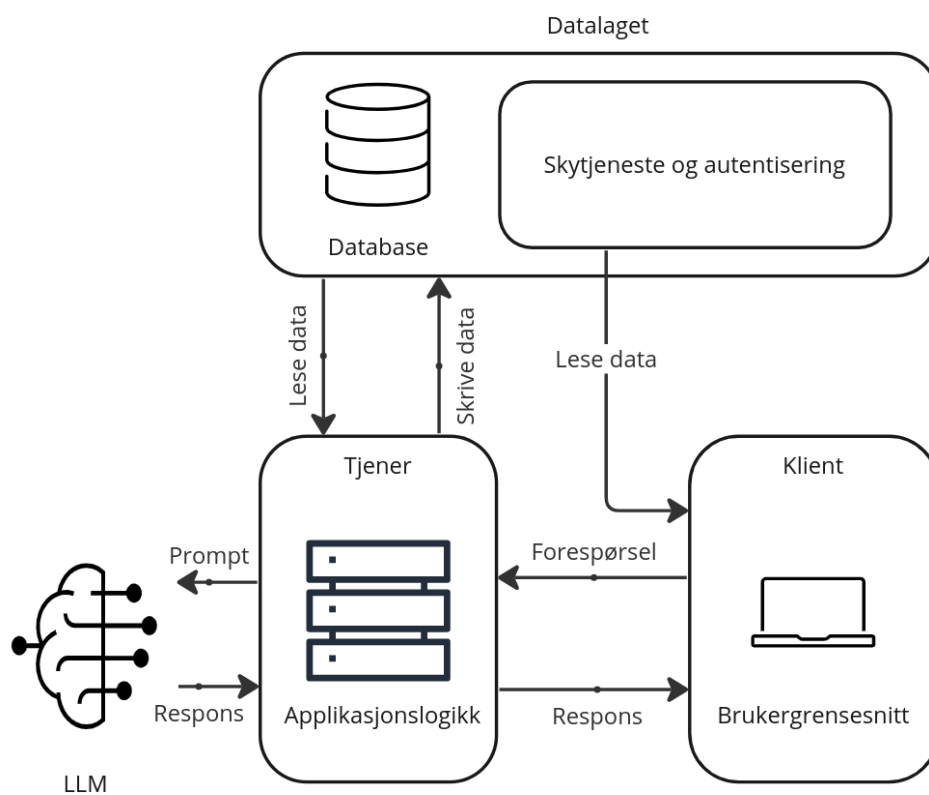 Datalaget
Skytjeneste og autentisering
Database
Lese data
Skrive data
Lese data
Tjener
Klient
Prompt
Forespørsel
Respons
Applikasjonslogikk
Respons
Brukergrensesnitt
LLM